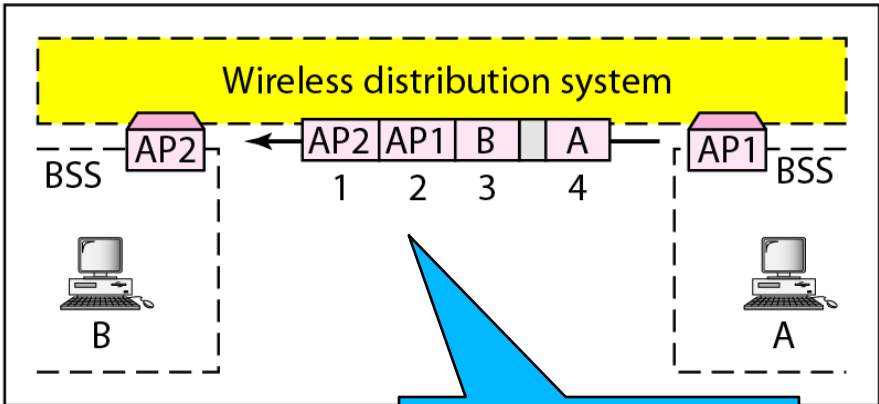 Wireless distribution system
AP2 AP2 AP1 B A AP1
BSS 1 2 3 4 BSS
B A